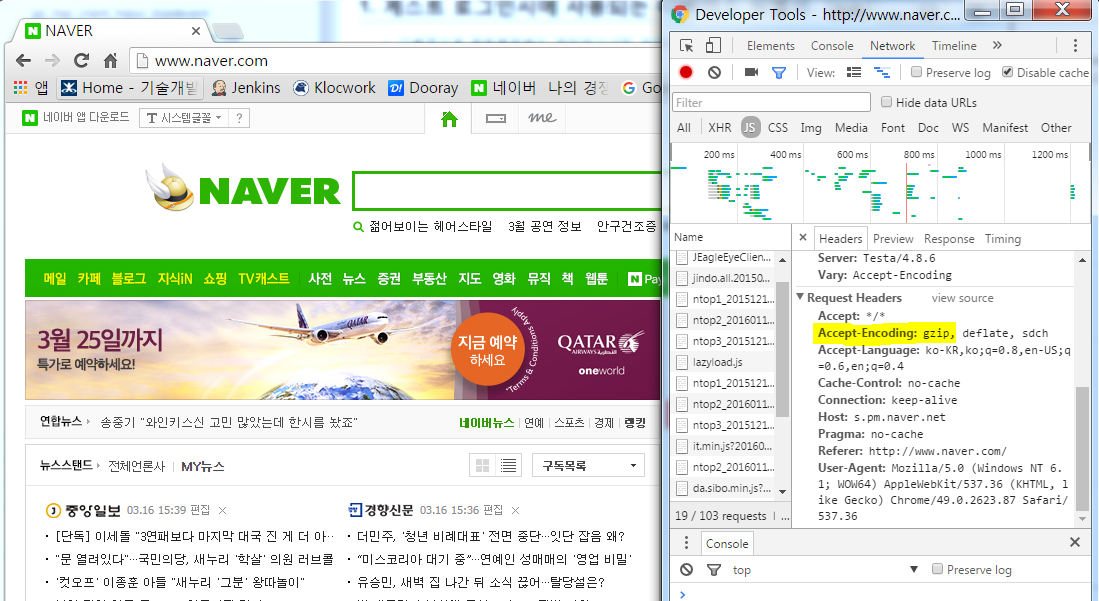 1. 제스트 로그인시에 사용되는
NAVER
www.naver.com
앱 Home - 기술개발 Jenkins Klocwork Dooray 네이버 나의 경쟁 Go
네이버 앱 다운로드 T 시스템글꼴 ?
me
NAVER
젊어보이는 헤어스타일 3월 공연 정보 안구건조증
메일 카페 블로그 지식iN 쇼핑 TV캐스트 사전 뉴스 증권 부동산 지도 영화 뮤직 책 웹툰 N Pay
3월 25일까지
특가로 예약하세요!
지금 예약
하세요
Apply
*Terms & Conditions Apply
QATAR
AIRWAYS القطرية
oneworld
연합뉴스 송중기 "와인키스신 고민 많았는데 한시를 놨죠"
네이버뉴스 연예 스포츠 경제 랭킹
뉴스스탠드 전체언론사 MY뉴스
구독목록
중앙일보 03.16 15:39 편집
[단독] 이세돌 "3연패보다 마지막 대국 진 게 더 아…
"문 열려있다"…국민의당, 새누리 '학살' 의원 러브콜
'컷오프' 이종훈 아들 "새누리 '그분' 왕따놀이"
경향신문 03.16 15:36 편집
더민주, '청년 비례대표' 전면 중단…잇단 잡음 왜?
"미스코리아 대기 중"…연예인 성매매의 '영업 비밀'
유승민, 새벽 집 나간 뒤 소식 끊어…탈당설은?
Developer Tools - http://www.naver.c...
Elements Console Network Timeline »
View: Preserve log Disable cache
Filter Hide data URLs
All XHR JS CSS Img Media Font Doc WS Manifest Other
200 ms 400 ms 600 ms 800 ms 1000 ms 1200 ms
Name
JEagleEyeClien...
jindo.all.20150...
ntop1_2015121...
ntop2_2016011...
ntop3_2015121...
lazyload.js
ntop1_2015121...
ntop2_2016011...
ntop3_2015121...
it.min.js?20160...
ntop2_2016011...
da.sibo.min.js?...
19 / 103 requests | ...
Headers Preview Response Timing
Server: Testa/4.8.6
Vary: Accept-Encoding
Request Headers view source
Accept: */*
Accept-Encoding: gzip, deflate, sdch
Accept-Language: ko-KR,ko;q=0.8,en-US;q
=0.6,en;q=0.4
Cache-Control: no-cache
Connection: keep-alive
Host: s.pm.naver.net
Pragma: no-cache
Referer: http://www.naver.com/
User-Agent: Mozilla/5.0 (Windows NT 6.
1; WOW64) AppleWebKit/537.36 (KHTML, l
ike Gecko) Chrome/49.0.2623.87 Safari/
537.36
Console
top Preserve log